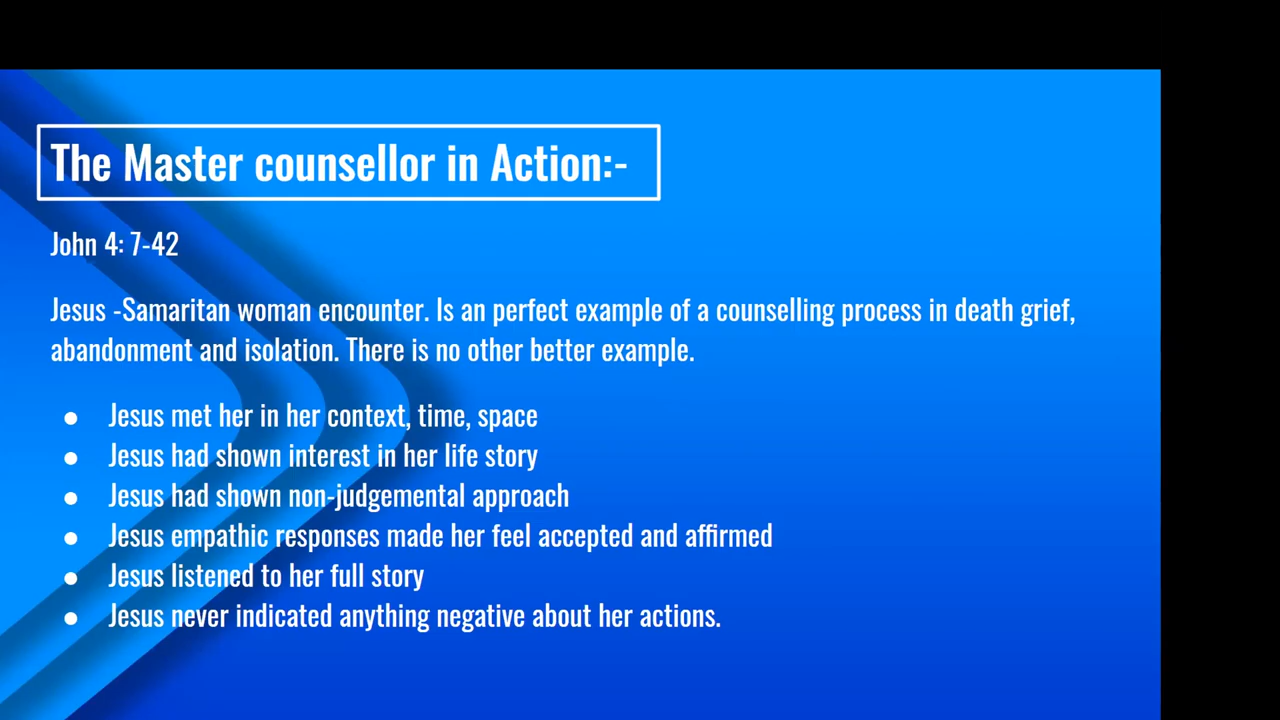 The Master counsellor in Action:-
John 4: 7-42
Jesus -Samaritan woman encounter. Is an perfect example of a counselling process in death grief,
abandonment and isolation. There is no other better example.
● Jesus met her in her context, time, space
● Jesus had shown interest in her life story
● Jesus had shown non-judgemental approach
● Jesus empathic responses made her feel accepted and affirmed
● Jesus listened to her full story
● Jesus never indicated anything negative about her actions.